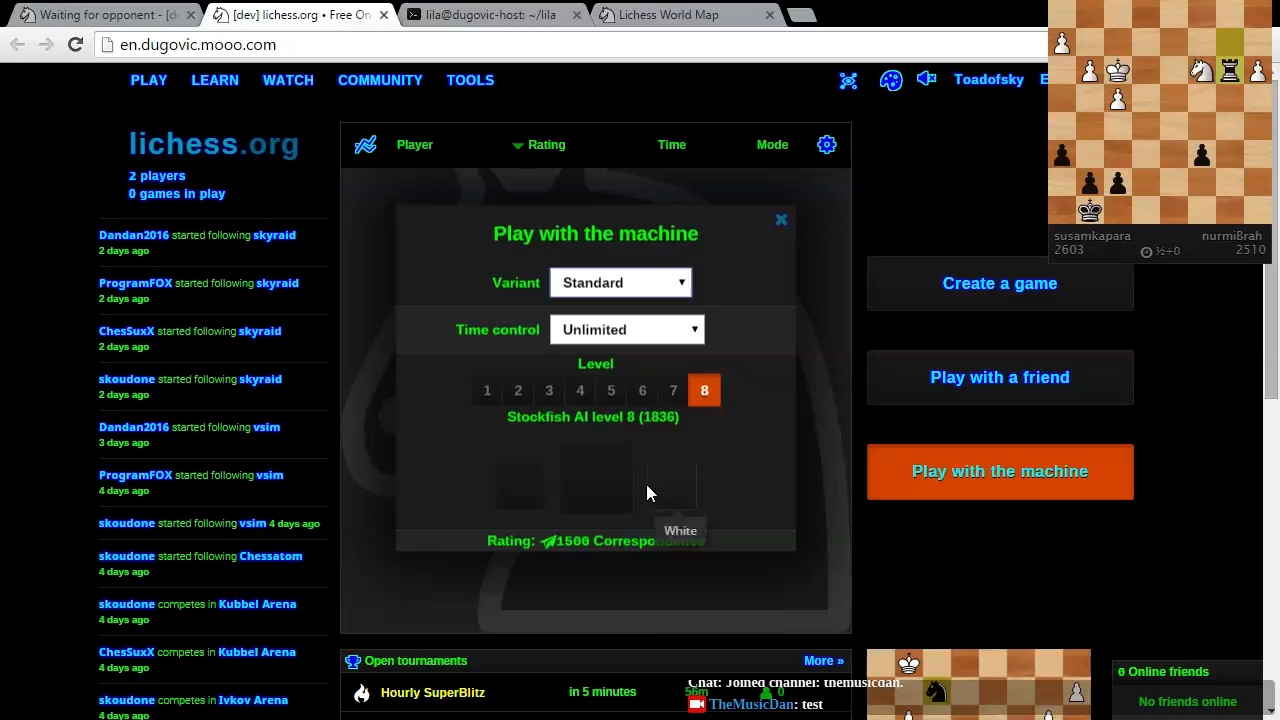 Waiting for opponent - [d
[dev] lichess.org • Free On
lila@dugovic-host: ~/lila
Lichess World Map
en.dugovic.mooo.com
PLAY LEARN WATCH COMMUNITY TOOLS
Toadofsky
lichess.org
2 players
0 games in play
Dandan2016 started following skyraid
2 days ago
ProgramFOX started following skyraid
2 days ago
ChesSuxX started following skyraid
2 days ago
skoudone started following skyraid
2 days ago
Dandan2016 started following vsim
3 days ago
ProgramFOX started following vsim
4 days ago
skoudone started following vsim 4 days ago
skoudone started following Chessatom
4 days ago
skoudone competes in Kubbel Arena
4 days ago
ChesSuxX competes in Kubbel Arena
4 days ago
skoudone competes in Ivkov Arena
4 days ago
Player Rating Time Mode
Play with the machine
Variant Standard
Time control Unlimited
Level
1 2 3 4 5 6 7 8
Stockfish AI level 8 (1836)
White
Rating: 1500 Correspondence
Open tournaments More »
Hourly SuperBlitz in 5 minutes 56m 0
susamkapara nurmiBrah
2603 ½+0 2510
Create a game
Play with a friend
Play with the machine
0 Online friends
No friends online
Chat: Joined channel: themusicdan.
TheMusicDan: test